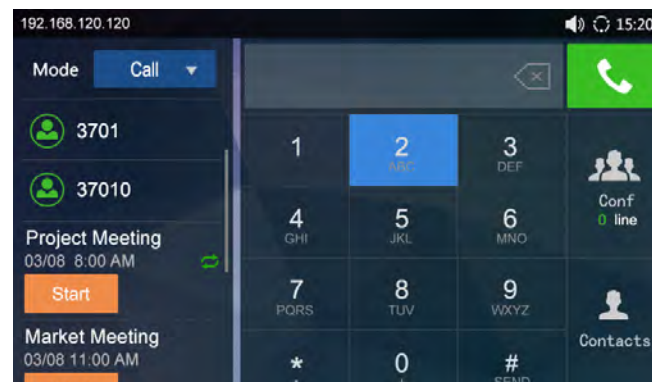 192.168.120.120
15:20
Mode
Call
3701
37010
Project Meeting
03/08 8:00 AM
Start
Market Meeting
03/08 11:00 AM
1
2
ABC
3
DEF
4
GHI
5
JKL
6
MNO
7
PQRS
8
TUV
9
WXYZ
*
0
#
SEND
Conf
0 line
Contacts